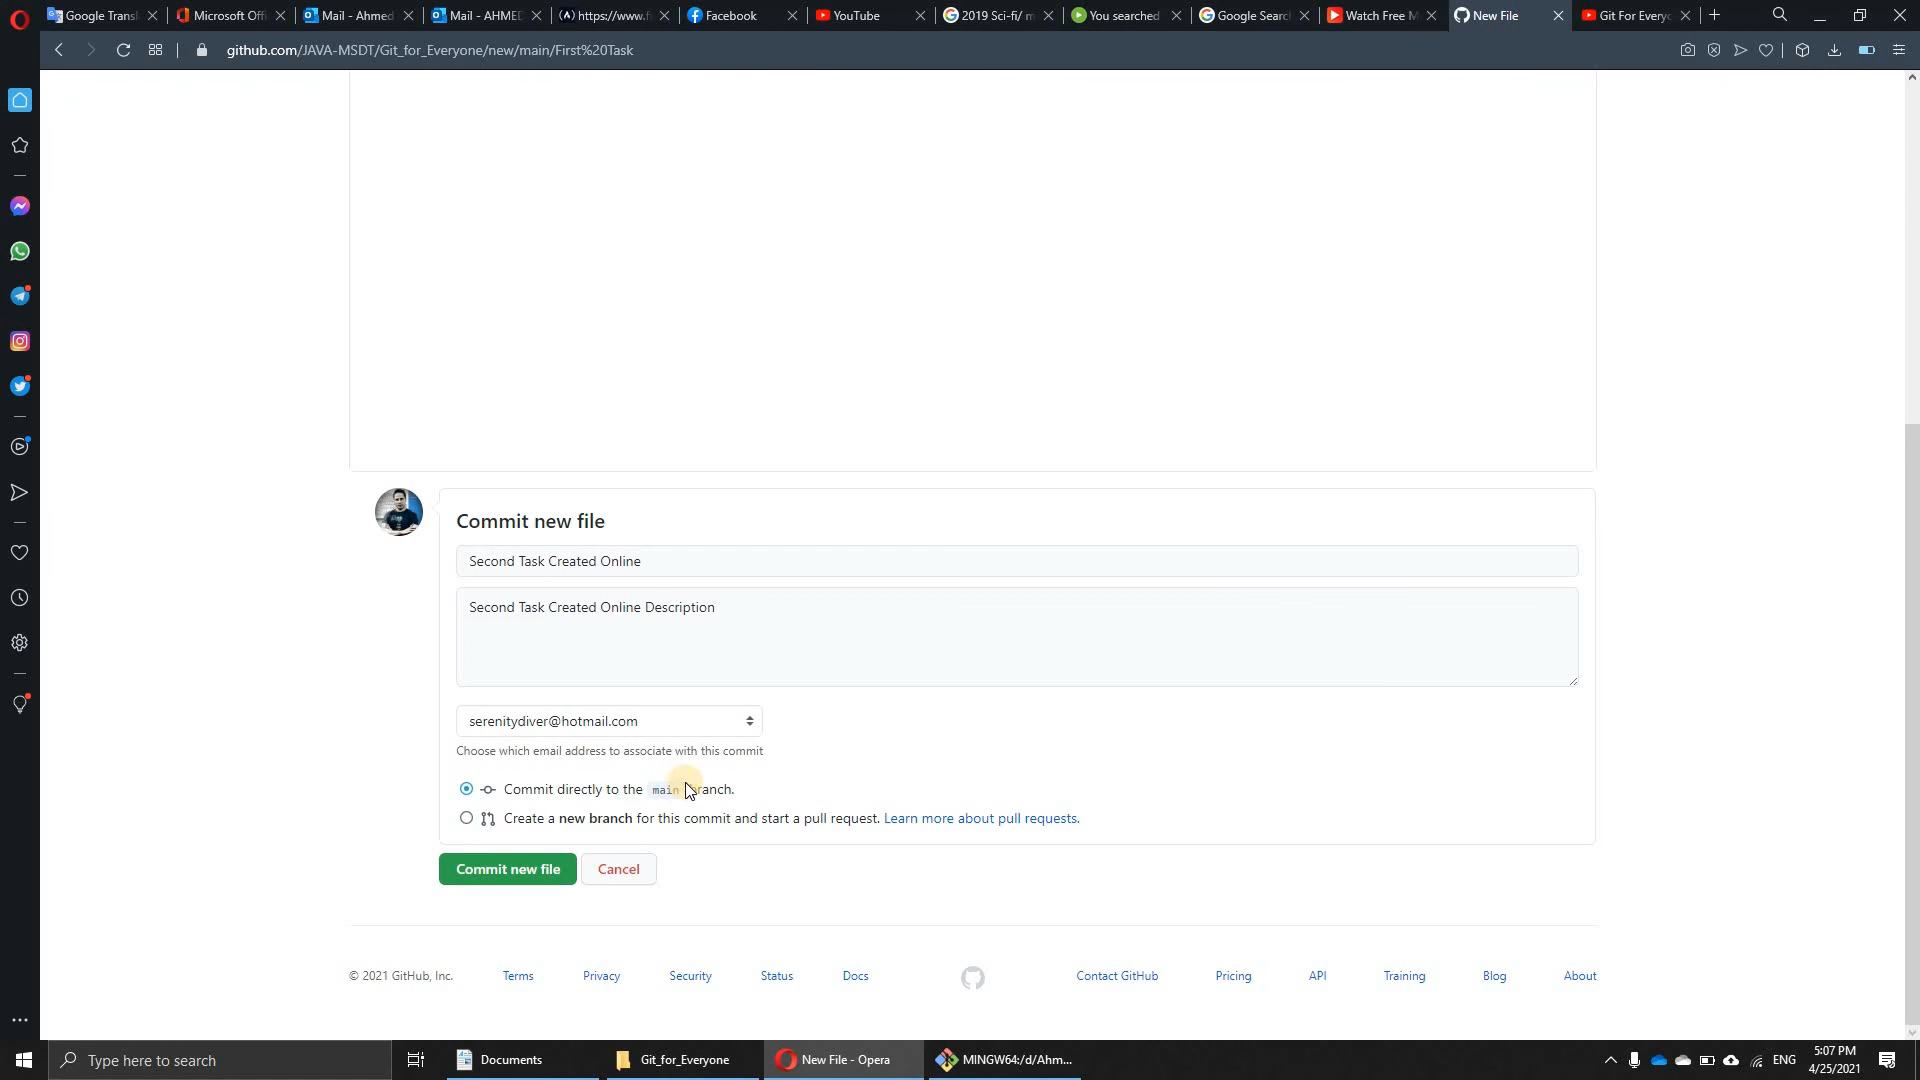 Google Transl
Microsoft Offi
Mail - Ahmed
Mail - AHMED
https://www.f
Facebook
YouTube
2019 Sci-fi/ m
You searched
Google Searc
Watch Free M
New File
Git For Every
github.com/JAVA-MSDT/Git_for_Everyone/new/main/First%20Task
Commit new file
Second Task Created Online
Second Task Created Online Description
serenitydiver@hotmail.com
Choose which email address to associate with this commit
Commit directly to the main branch.
Create a new branch for this commit and start a pull request. Learn more about pull requests.
Commit new file Cancel
© 2021 GitHub, Inc. Terms Privacy Security Status Docs Contact GitHub Pricing API Training Blog About
Type here to search
Documents
Git_for_Everyone
New File - Opera
MINGW64:/d/Ahm...
ENG
5:07 PM
4/25/2021